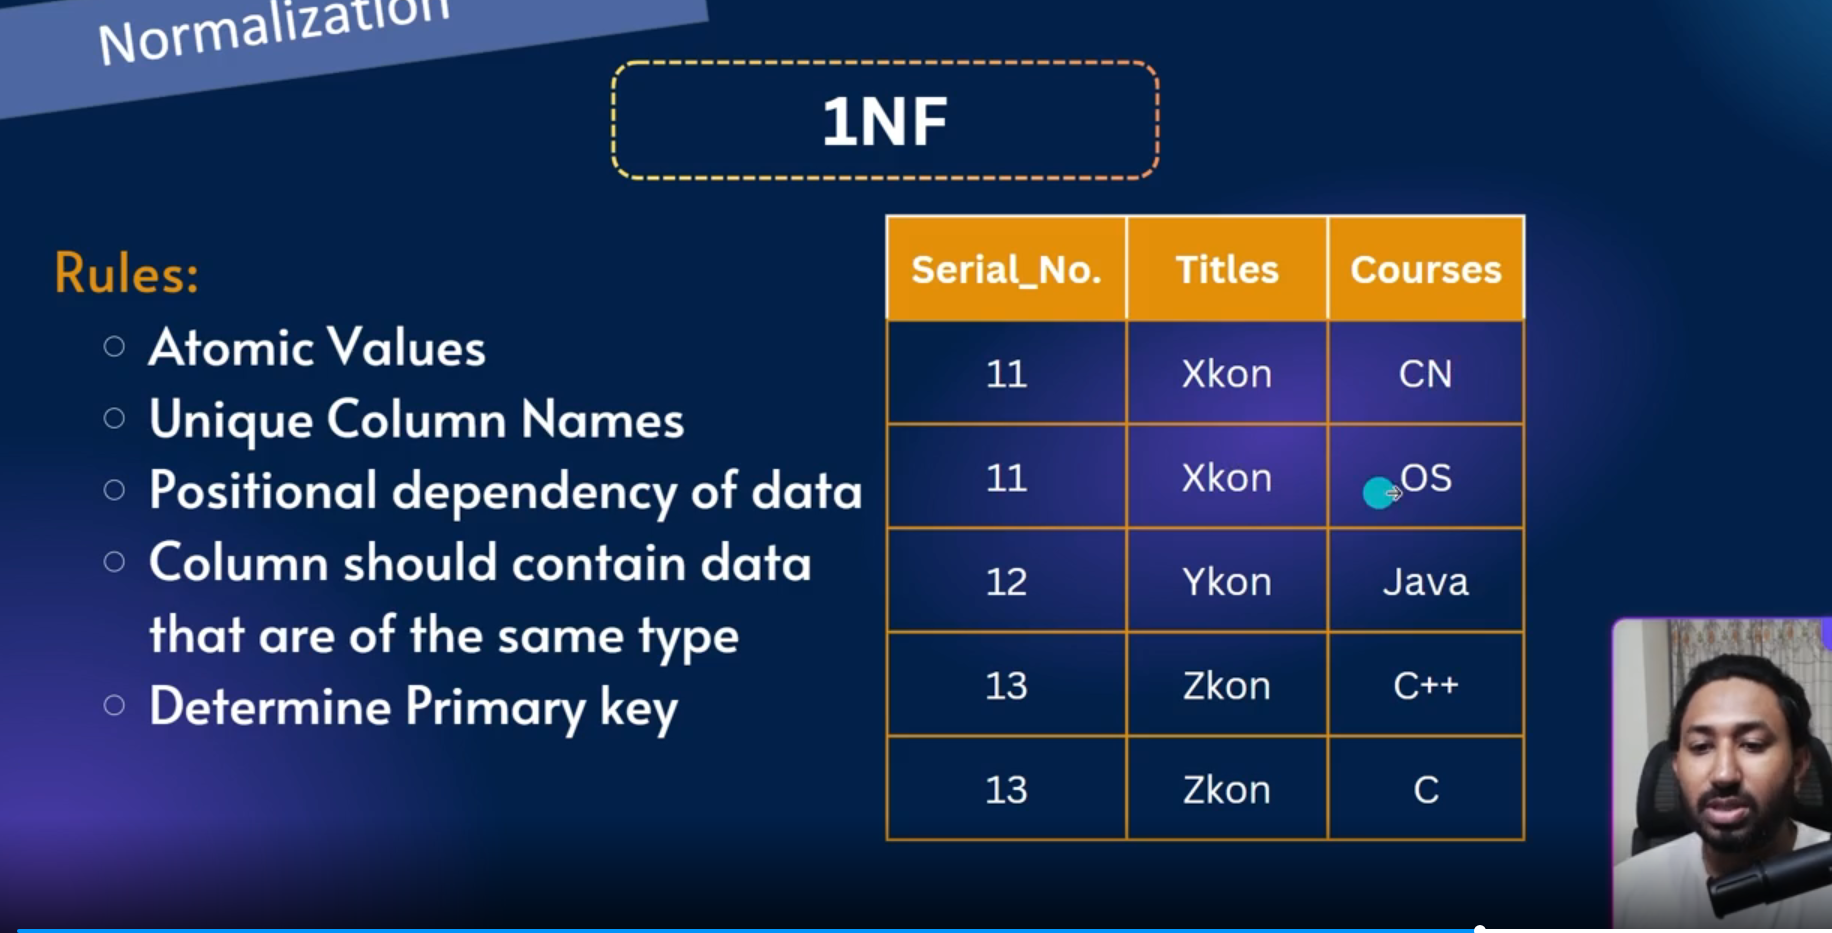 Normalization
1NF
Rules:
Atomic Values
Unique Column Names
Positional dependency of data
Column should contain data
that are of the same type
Determine Primary key
Serial_No. Titles Courses
11 Xkon CN
11 Xkon OS
12 Ykon Java
13 Zkon C++
13 Zkon C